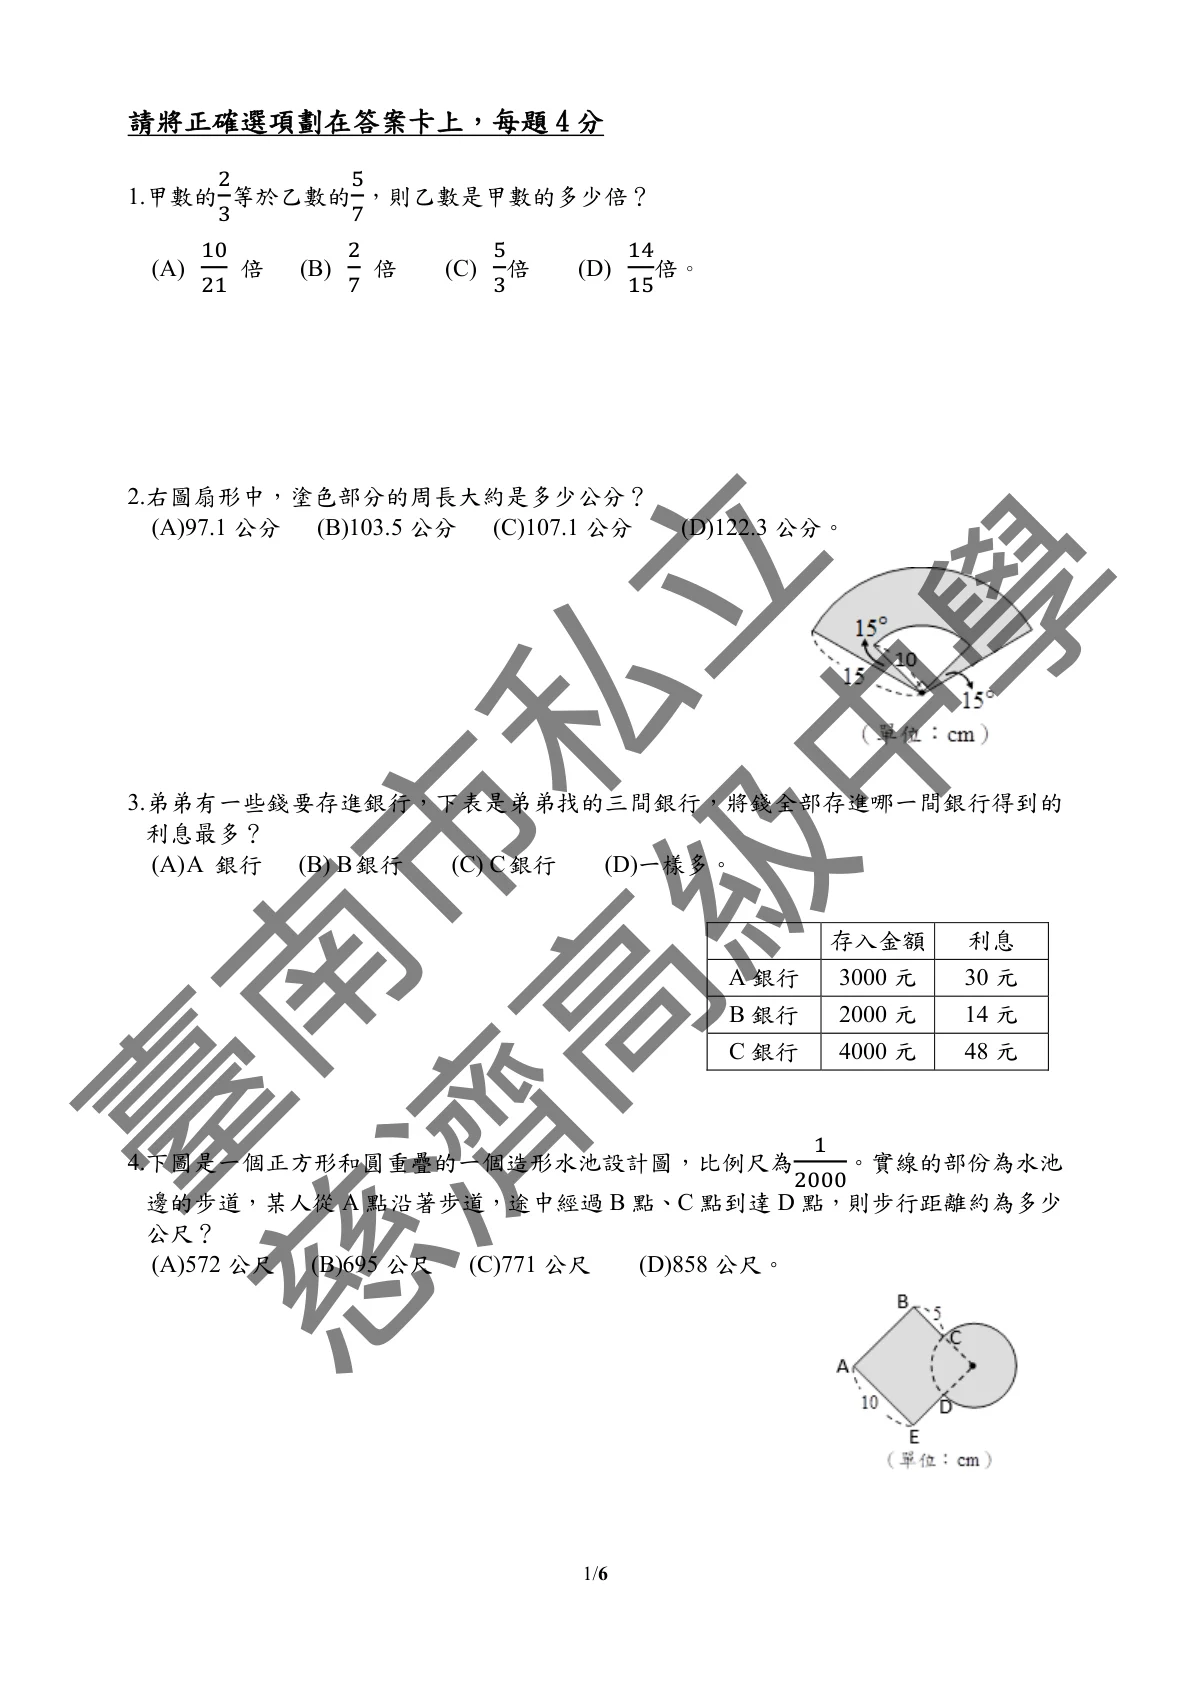 請將正確選項劃在答案卡上，每題 4 分
1.甲數的2/3等於乙數的5/7，則乙數是甲數的多少倍？
(A) 10/21 倍 (B) 2/7 倍 (C) 5/3倍 (D) 14/15倍。
2.右圖扇形中，塗色部分的周長大約是多少公分？
(A)97.1 公分 (B)103.5 公分 (C)107.1 公分 (D)122.3 公分。
15°
10
15
15°
（單位：cm）
3.弟弟有一些錢要存進銀行，下表是弟弟找的三間銀行，將錢全部存進哪一間銀行得到的
利息最多？
(A)A 銀行 (B) B銀行 (C) C銀行 (D)一樣多。
存入金額 利息
A 銀行 3000 元 30 元
B 銀行 2000 元 14 元
C 銀行 4000 元 48 元
4.下圖是一個正方形和圓重疊的一個造形水池設計圖，比例尺為1/2000。實線的部份為水池
邊的步道，某人從 A 點沿著步道，途中經過 B 點、C 點到達 D 點，則步行距離約為多少
公尺？
(A)572 公尺 (B)695 公尺 (C)771 公尺 (D)858 公尺。
B
5
C
A
10
D
E
（單位：cm）
臺南市私立
慈濟高級中學
1/6